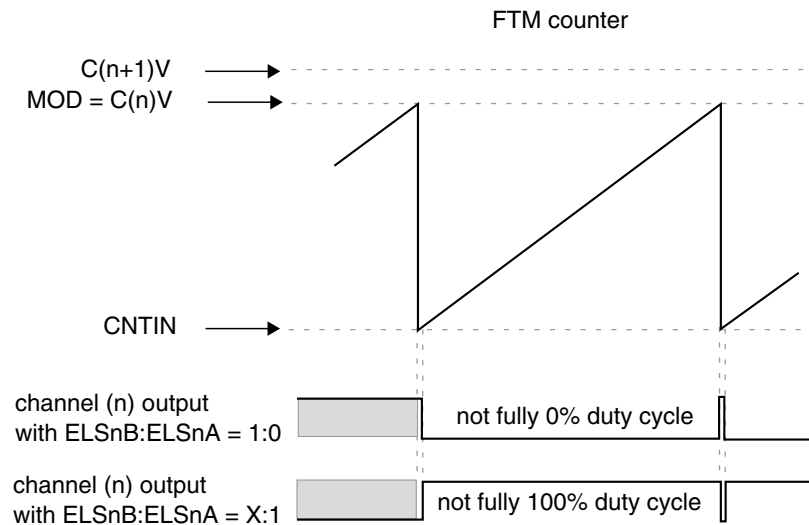 FTM counter
C(n+1)V
MOD = C(n)V
CNTIN
channel (n) output
with ELSnB:ELSnA = 1:0
not fully 0% duty cycle
channel (n) output
with ELSnB:ELSnA = X:1
not fully 100% duty cycle